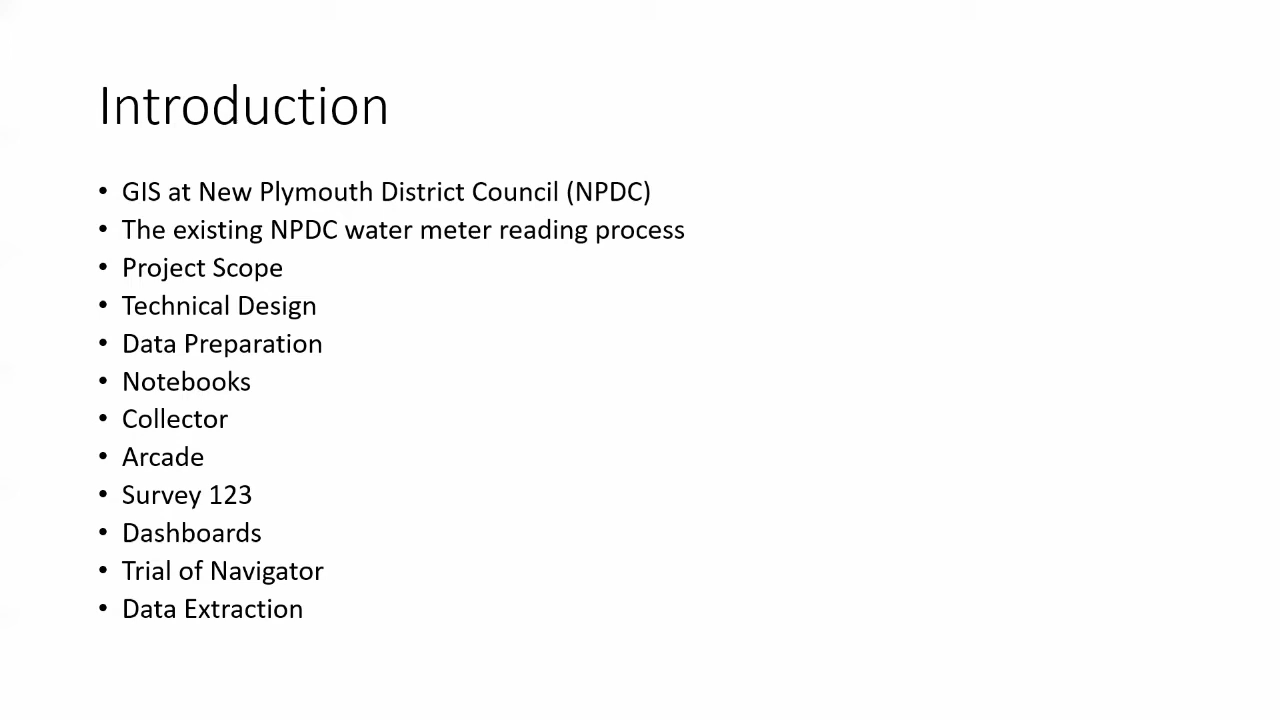 Introduction
• GIS at New Plymouth District Council (NPDC)
• The existing NPDC water meter reading process
• Project Scope
• Technical Design
• Data Preparation
• Notebooks
• Collector
• Arcade
• Survey 123
• Dashboards
• Trial of Navigator
• Data Extraction